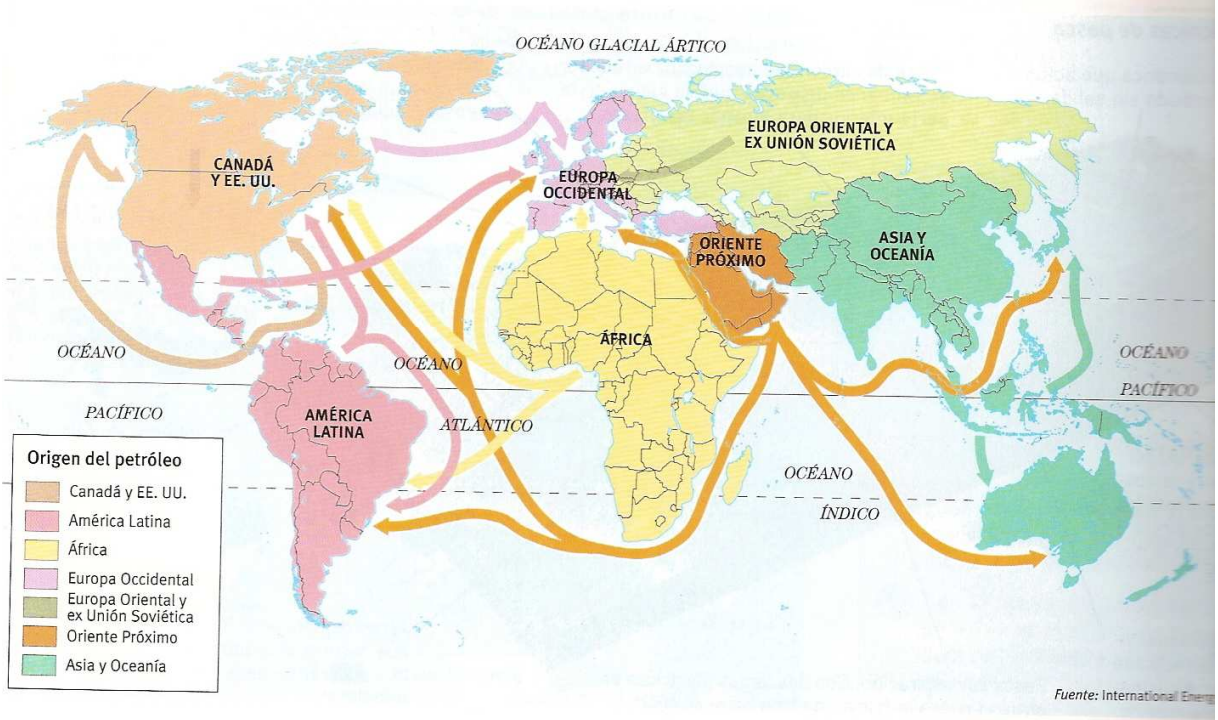 OCÉANO GLACIAL ÁRTICO
CANADÁ
Y EE. UU.
EUROPA ORIENTAL Y
EX UNIÓN SOVIÉTICA
EUROPA
OCCIDENTAL
ORIENTE
PRÓXIMO
ASIA Y
OCEANÍA
ÁFRICA
OCÉANO
PACÍFICO
OCÉANO
ATLÁNTICO
AMÉRICA
LATINA
OCÉANO
ÍNDICO
OCÉANO
PACÍFICO
Origen del petróleo
Canadá y EE. UU.
América Latina
África
Europa Occidental
Europa Oriental y
ex Unión Soviética
Oriente Próximo
Asia y Oceanía
Fuente: International